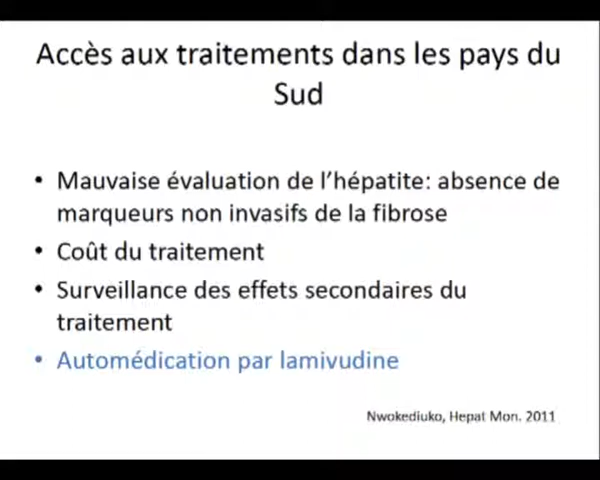 Accès aux traitements dans les pays du
Sud
• Mauvaise évaluation de l'hépatite: absence de
marqueurs non invasifs de la fibrose
• Coût du traitement
• Surveillance des effets secondaires du
traitement
• Automédication par lamivudine
Nwokediuko, Hepat Mon. 2011